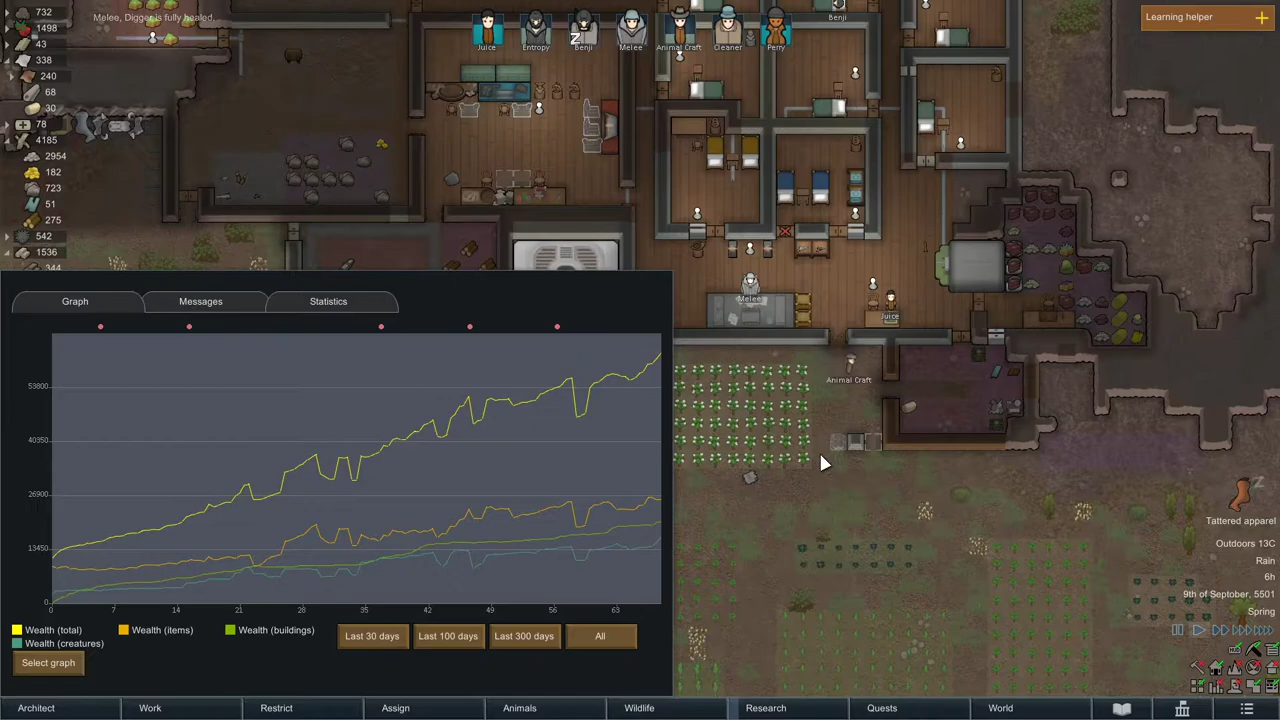 732
1498
43
338
240
68
30
78
4185
2954
182
723
51
275
542
1536
344
Melee, Digger is fully healed.
Juice
Entropy
Benji
Melee
Animal Craft
Cleaner
Perry
Benji
Learning helper
Melee
Juice
Animal Craft
Graph
Messages
Statistics
53800
40350
26900
13450
0
0
7
14
21
28
35
42
49
56
63
Wealth (total)
Wealth (items)
Wealth (buildings)
Wealth (creatures)
Last 30 days
Last 100 days
Last 300 days
All
Select graph
Tattered apparel
Outdoors 13C
Rain
6h
9th of Septober, 5501
Spring
Architect
Work
Restrict
Assign
Animals
Wildlife
Research
Quests
World